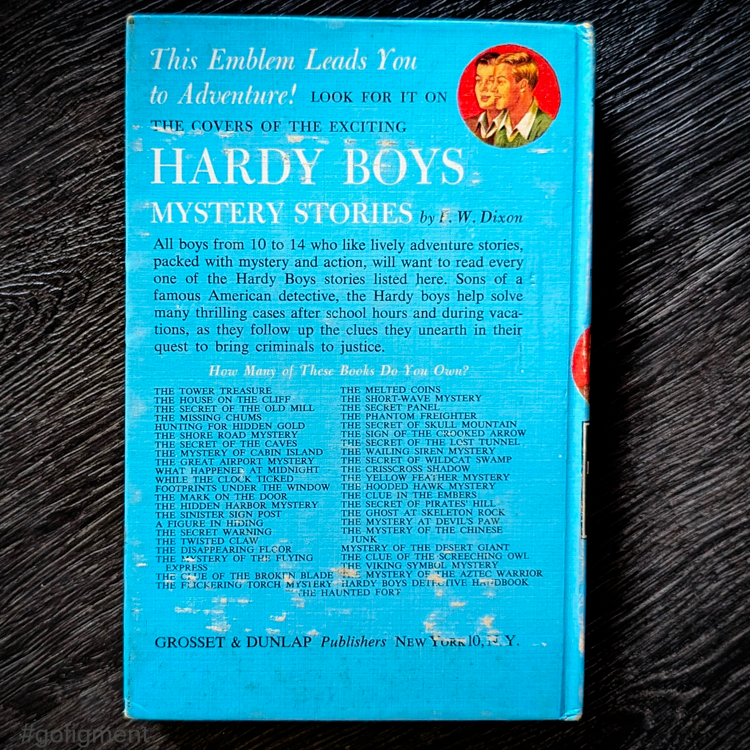 This Emblem Leads You
to Adventure! LOOK FOR IT ON
THE COVERS OF THE EXCITING
HARDY BOYS
MYSTERY STORIES by F. W. Dixon
All boys from 10 to 14 who like lively adventure stories,
packed with mystery and action, will want to read every
one of the Hardy Boys stories listed here. Sons of a
famous American detective, the Hardy boys help solve
many thrilling cases after school hours and during vaca-
tions, as they follow up the clues they unearth in their
quest to bring criminals to justice.
How Many of These Books Do You Own?
THE TOWER TREASURE
THE HOUSE ON THE CLIFF
THE SECRET OF THE OLD MILL
THE MISSING CHUMS
HUNTING FOR HIDDEN GOLD
THE SHORE ROAD MYSTERY
THE SECRET OF THE CAVES
THE MYSTERY OF CABIN ISLAND
THE GREAT AIRPORT MYSTERY
WHAT HAPPENED AT MIDNIGHT
WHILE THE CLOCK TICKED
FOOTPRINTS UNDER THE WINDOW
THE MARK ON THE DOOR
THE HIDDEN HARBOR MYSTERY
THE SINISTER SIGN POST
A FIGURE IN HIDING
THE SECRET WARNING
THE TWISTED CLAW
THE DISAPPEARING FLOOR
THE MYSTERY OF THE FLYING
EXPRESS
THE CLUE OF THE BROKEN BLADE
THE FLICKERING TORCH MYSTERY
THE MELTED COINS
THE SHORT-WAVE MYSTERY
THE SECRET PANEL
THE PHANTOM FREIGHTER
THE SECRET OF SKULL MOUNTAIN
THE SIGN OF THE CROOKED ARROW
THE SECRET OF THE LOST TUNNEL
THE WAILING SIREN MYSTERY
THE SECRET OF WILDCAT SWAMP
THE CRISSCROSS SHADOW
THE YELLOW FEATHER MYSTERY
THE HOODED HAWK MYSTERY
THE CLUE IN THE EMBERS
THE SECRET OF PIRATES' HILL
THE GHOST AT SKELETON ROCK
THE MYSTERY AT DEVIL'S PAW
THE MYSTERY OF THE CHINESE
JUNK
MYSTERY OF THE DESERT GIANT
THE CLUE OF THE SCREECHING OWL
THE VIKING SYMBOL MYSTERY
THE MYSTERY OF THE AZTEC WARRIOR
HARDY BOYS DETECTIVE HANDBOOK
THE HAUNTED FORT
GROSSET & DUNLAP Publishers NEW YORK 10, N. Y.
#gofigment